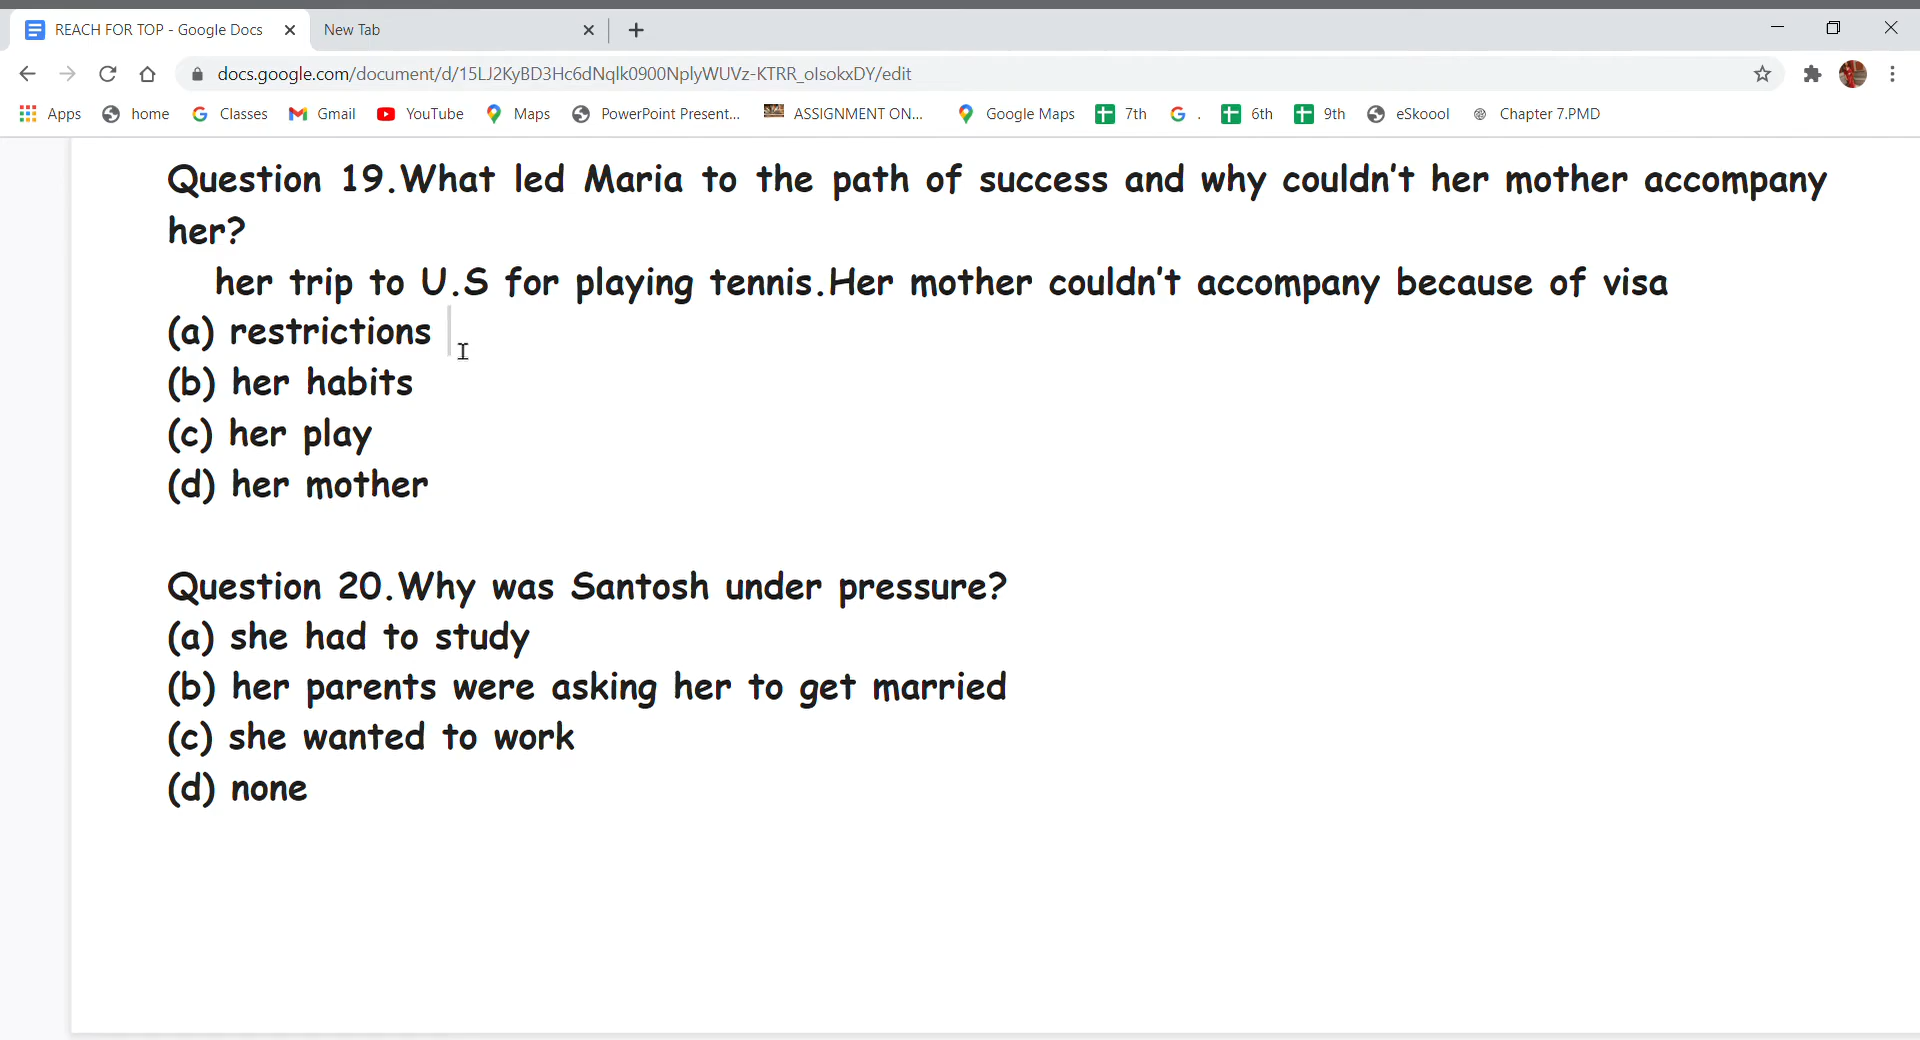 REACH FOR TOP - Google Docs
New Tab
docs.google.com/document/d/15LJ2KyBD3Hc6dNqlk0900NplyWUVz-KTRR_oIsokxDY/edit
Apps home Classes Gmail YouTube Maps PowerPoint Present... ASSIGNMENT ON... Google Maps 7th . 6th 9th eSkoool Chapter 7.PMD
Question 19.What led Maria to the path of success and why couldn't her mother accompany
her?
her trip to U.S for playing tennis.Her mother couldn't accompany because of visa
(a) restrictions
(b) her habits
(c) her play
(d) her mother
Question 20.Why was Santosh under pressure?
(a) she had to study
(b) her parents were asking her to get married
(c) she wanted to work
(d) none